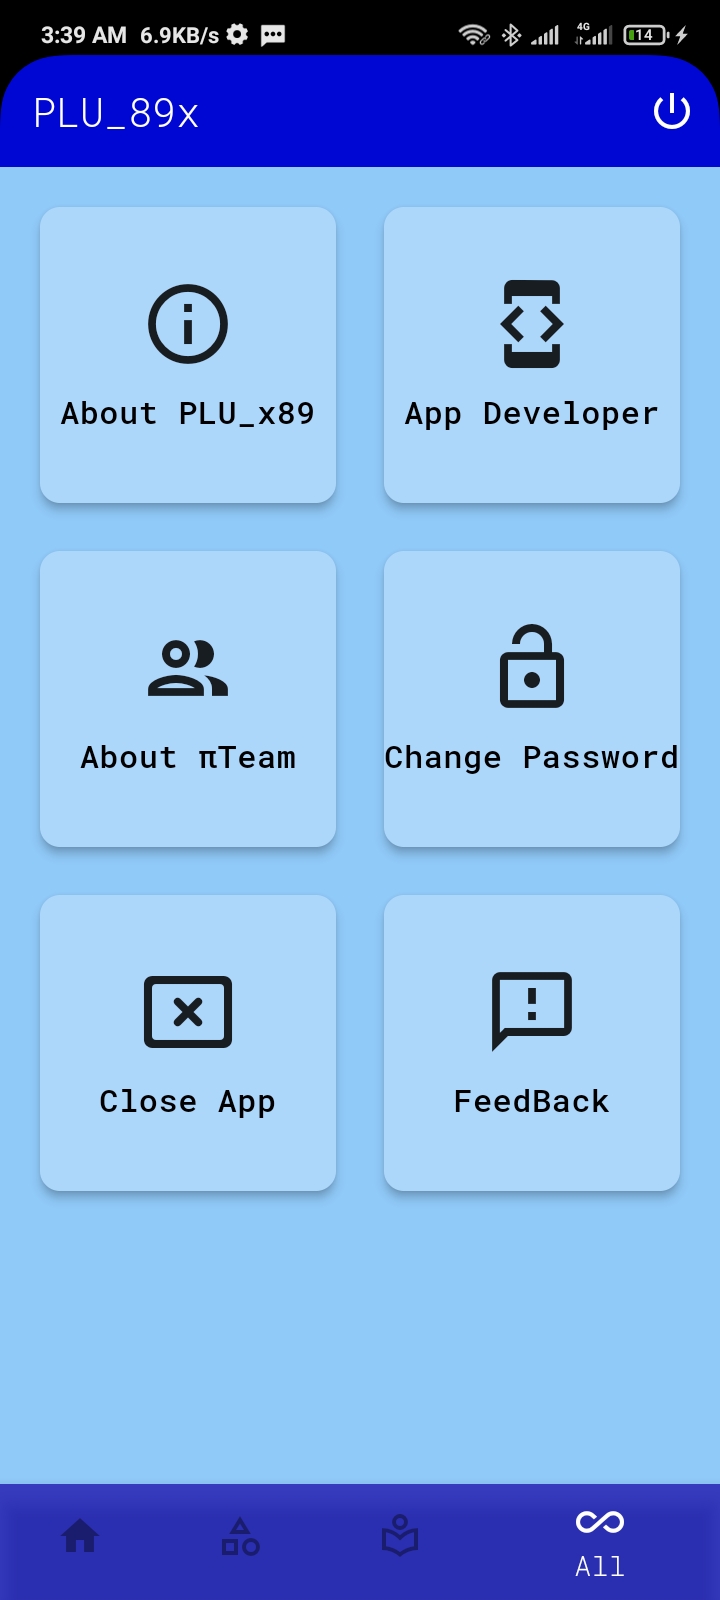 3:39 AM 6.9KB/s 4G 14
PLU_89x
About PLU_x89
App Developer
About πTeam
Change Password
Close App
FeedBack
All